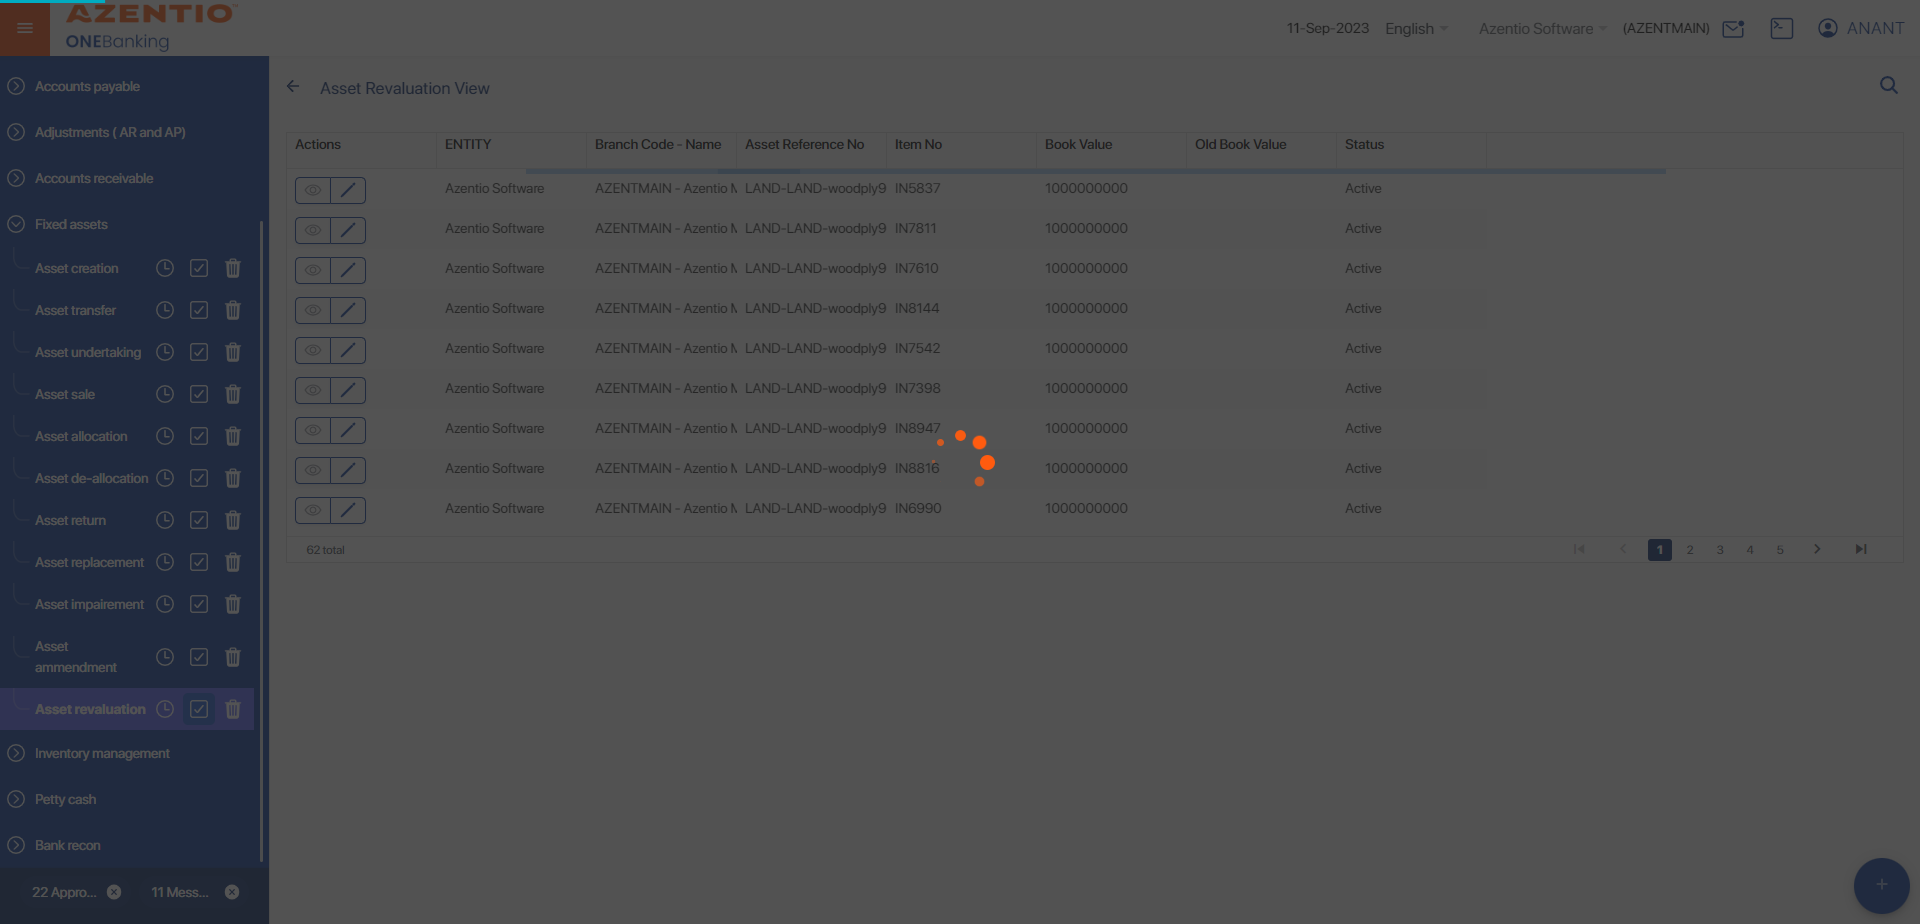 AZENTIO
ONEBanking
11-Sep-2023 English Azentio Software (AZENTMAIN) ANANT
Accounts payable
Adjustments ( AR and AP)
Accounts receivable
Fixed assets
Asset creation
Asset transfer
Asset undertaking
Asset sale
Asset allocation
Asset de-allocation
Asset return
Asset replacement
Asset impairement
Asset
ammendment
Asset revaluation
Inventory management
Petty cash
Bank recon
22 Appro...
11 Mess...
Asset Revaluation View
Actions ENTITY Branch Code - Name Asset Reference No Item No Book Value Old Book Value Status
Azentio Software AZENTMAIN - Azentio M LAND-LAND-woodply9 IN5837 1000000000 Active
Azentio Software AZENTMAIN - Azentio M LAND-LAND-woodply9 IN7811 1000000000 Active
Azentio Software AZENTMAIN - Azentio M LAND-LAND-woodply9 IN7610 1000000000 Active
Azentio Software AZENTMAIN - Azentio M LAND-LAND-woodply9 IN8144 1000000000 Active
Azentio Software AZENTMAIN - Azentio M LAND-LAND-woodply9 IN7542 1000000000 Active
Azentio Software AZENTMAIN - Azentio M LAND-LAND-woodply9 IN7398 1000000000 Active
Azentio Software AZENTMAIN - Azentio M LAND-LAND-woodply9 IN8947 1000000000 Active
Azentio Software AZENTMAIN - Azentio M LAND-LAND-woodply9 IN8816 1000000000 Active
Azentio Software AZENTMAIN - Azentio M LAND-LAND-woodply9 IN6990 1000000000 Active
62 total 1 2 3 4 5